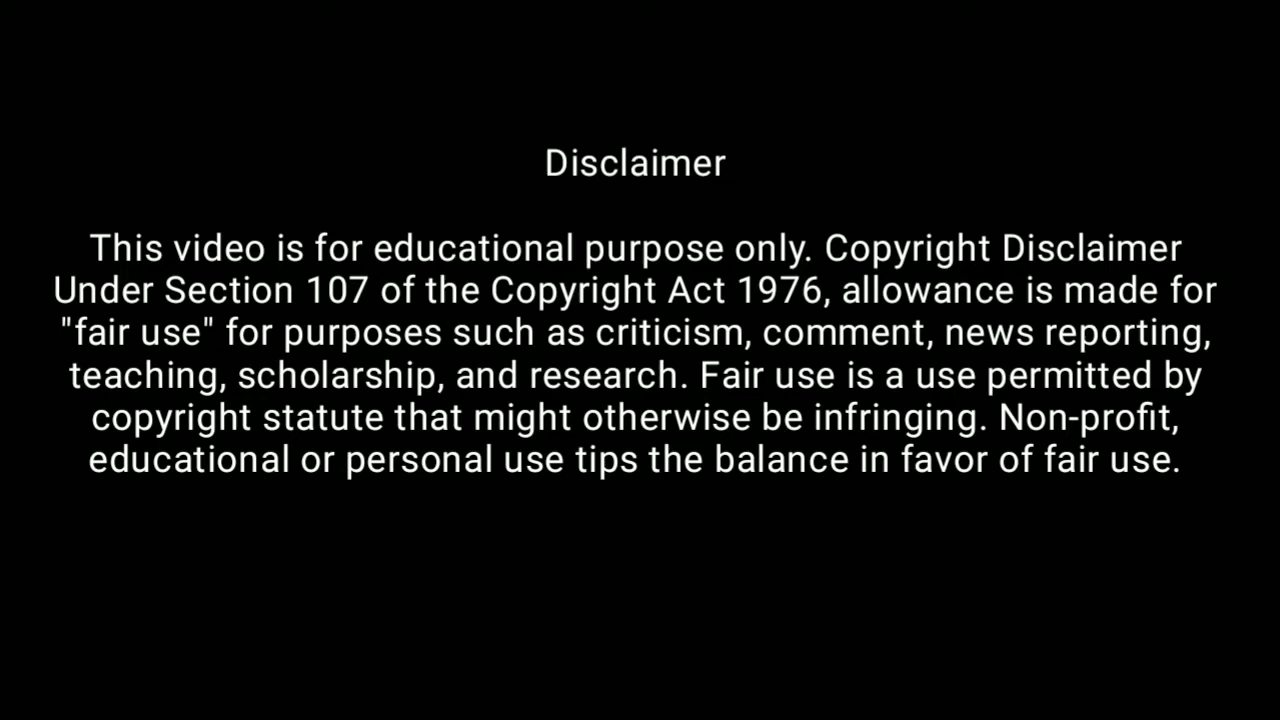 Disclaimer
This video is for educational purpose only. Copyright Disclaimer
Under Section 107 of the Copyright Act 1976, allowance is made for
"fair use" for purposes such as criticism, comment, news reporting,
teaching, scholarship, and research. Fair use is a use permitted by
copyright statute that might otherwise be infringing. Non-profit,
educational or personal use tips the balance in favor of fair use.